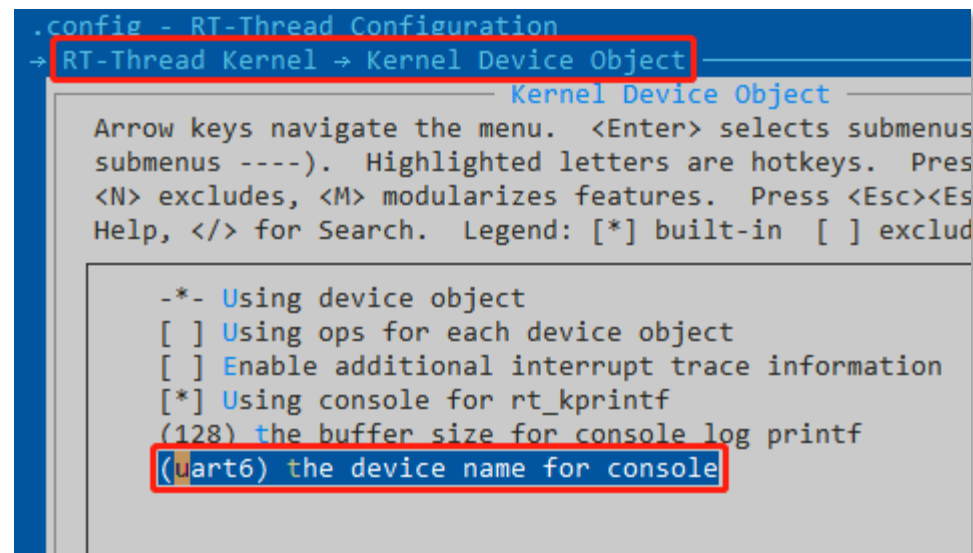 .config - RT-Thread Configuration
→ RT-Thread Kernel → Kernel Device Object
Kernel Device Object
Arrow keys navigate the menu. <Enter> selects submenus
submenus ----). Highlighted letters are hotkeys. Pres
<N> excludes, <M> modularizes features. Press <Esc><Es
Help, </> for Search. Legend: [*] built-in [ ] exclud
-*- Using device object
[ ] Using ops for each device object
[ ] Enable additional interrupt trace information
[*] Using console for rt_kprintf
(128) the buffer size for console log printf
(uart6) the device name for console